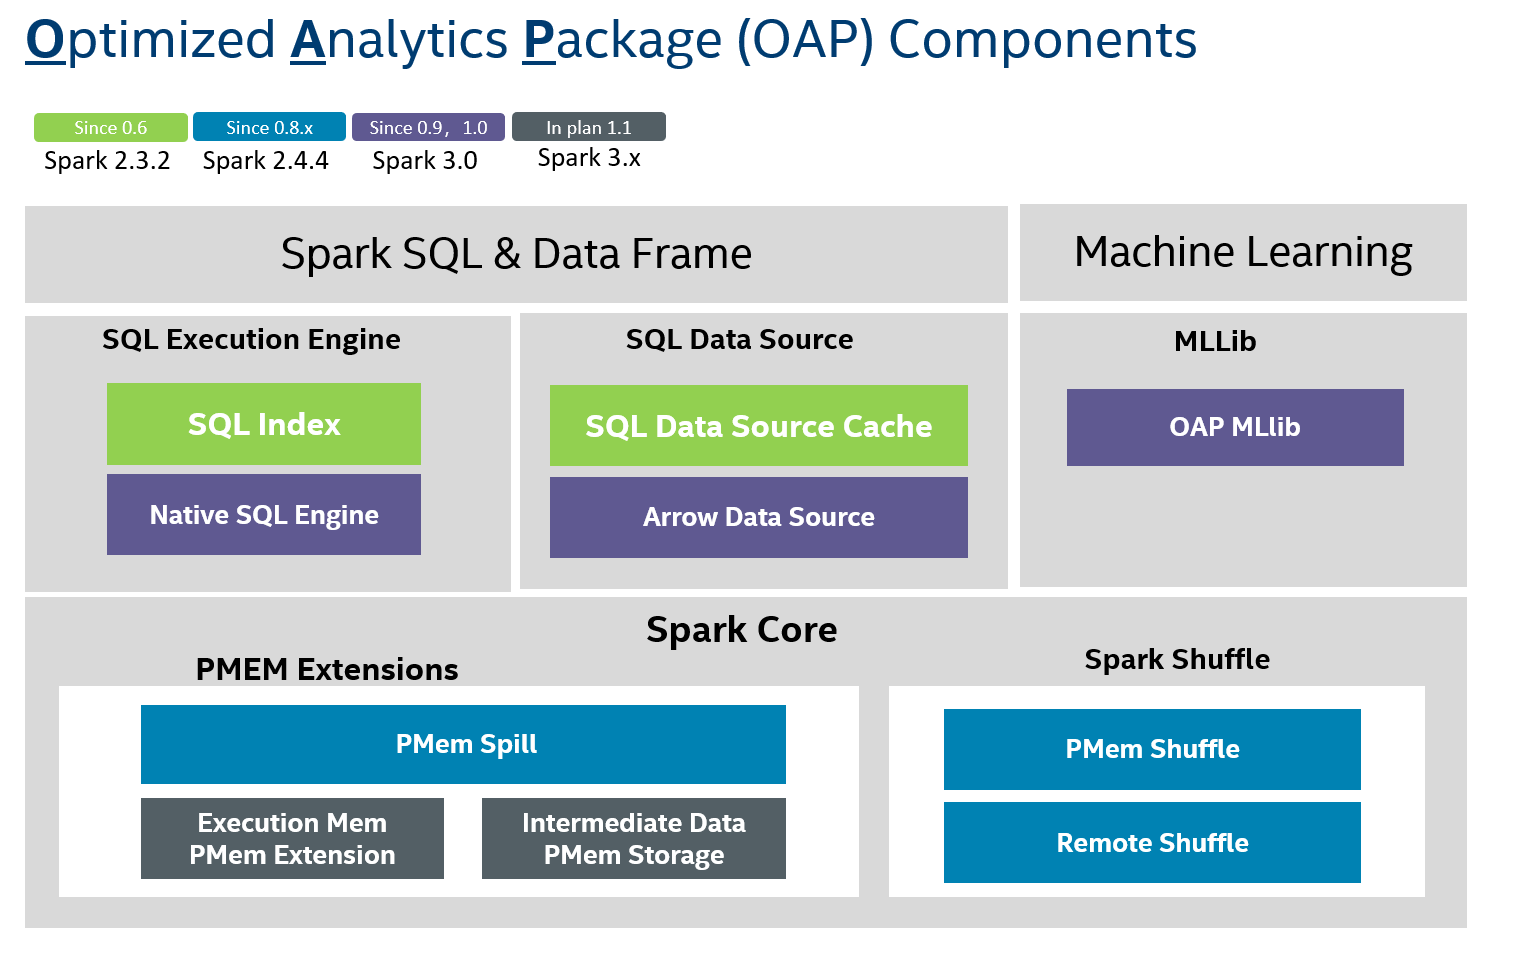 Optimized Analytics Package (OAP) Components
Since 0.6
Since 0.8.x
Since 0.9, 1.0
In plan 1.1
Spark 2.3.2
Spark 2.4.4
Spark 3.0
Spark 3.x
Spark SQL & Data Frame
Machine Learning
SQL Execution Engine
SQL Index
Native SQL Engine
SQL Data Source
SQL Data Source Cache
Arrow Data Source
MLLib
OAP MLlib
Spark Core
PMEM Extensions
PMem Spill
Execution Mem
PMem Extension
Intermediate Data
PMem Storage
Spark Shuffle
PMem Shuffle
Remote Shuffle